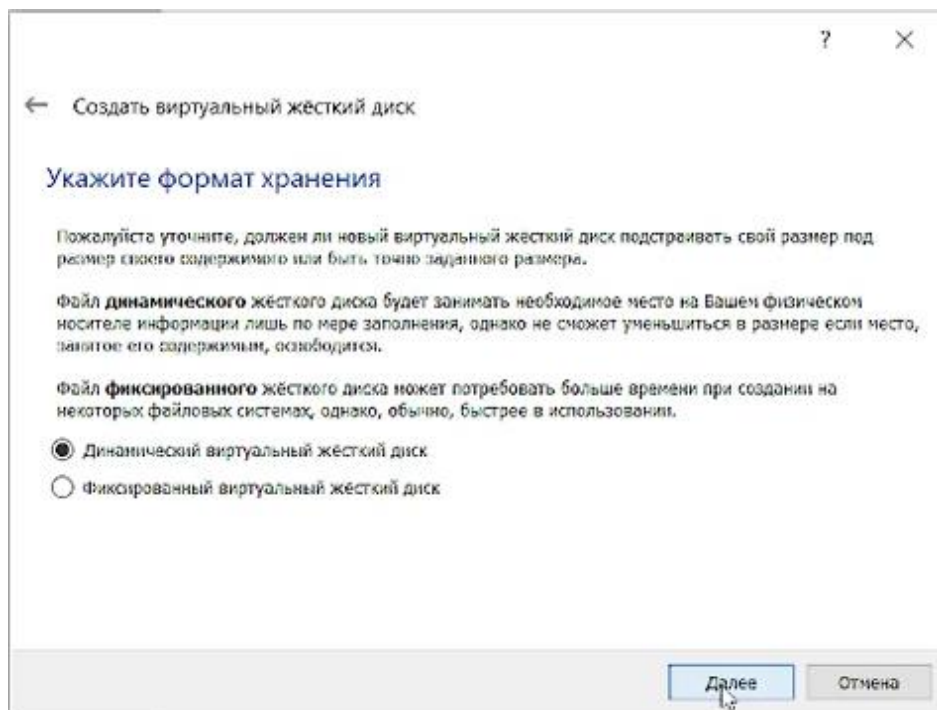 ?
Создать виртуальный жёсткий диск
Укажите формат хранения
Пожалуйста уточните, должен ли новый виртуальный жесткий диск подстраивать свой размер под
размер своего содержимого или быть точно заданного размера.
Файл динамического жёсткого диска будет занимать необходимое место на Вашем физическом
носителе информации лишь по мере заполнения, однако не сможет уменьшиться в размере если место,
занятое его содержимым, освободится.
Файл фиксированного жёсткого диска может потребовать больше времени при создании на
некоторых файловых системах, однако, обычно, быстрее в использовании.
Динамический виртуальный жёсткий диск
Фиксированный виртуальный жёсткий диск
Далее
Отмена